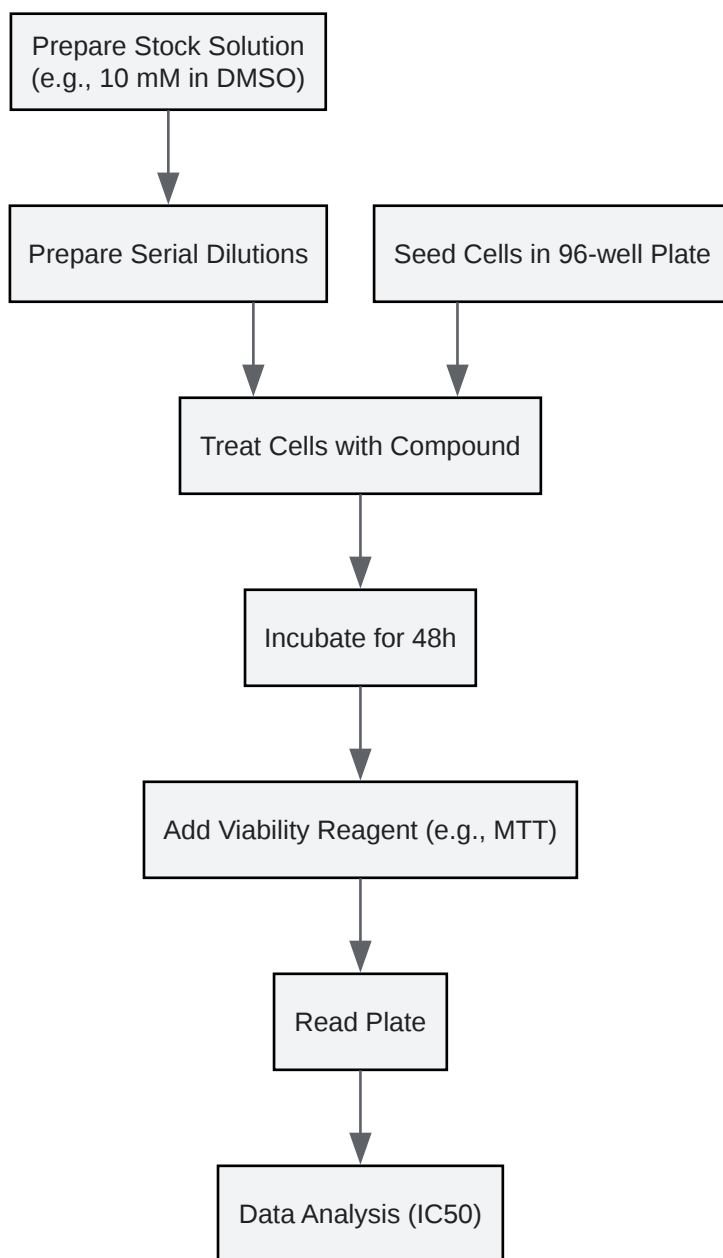 Prepare Stock Solution
(e.g., 10 mM in DMSO)
Prepare Serial Dilutions
Seed Cells in 96-well Plate
Treat Cells with Compound
Incubate for 48h
Add Viability Reagent (e.g., MTT)
Read Plate
Data Analysis (IC50)